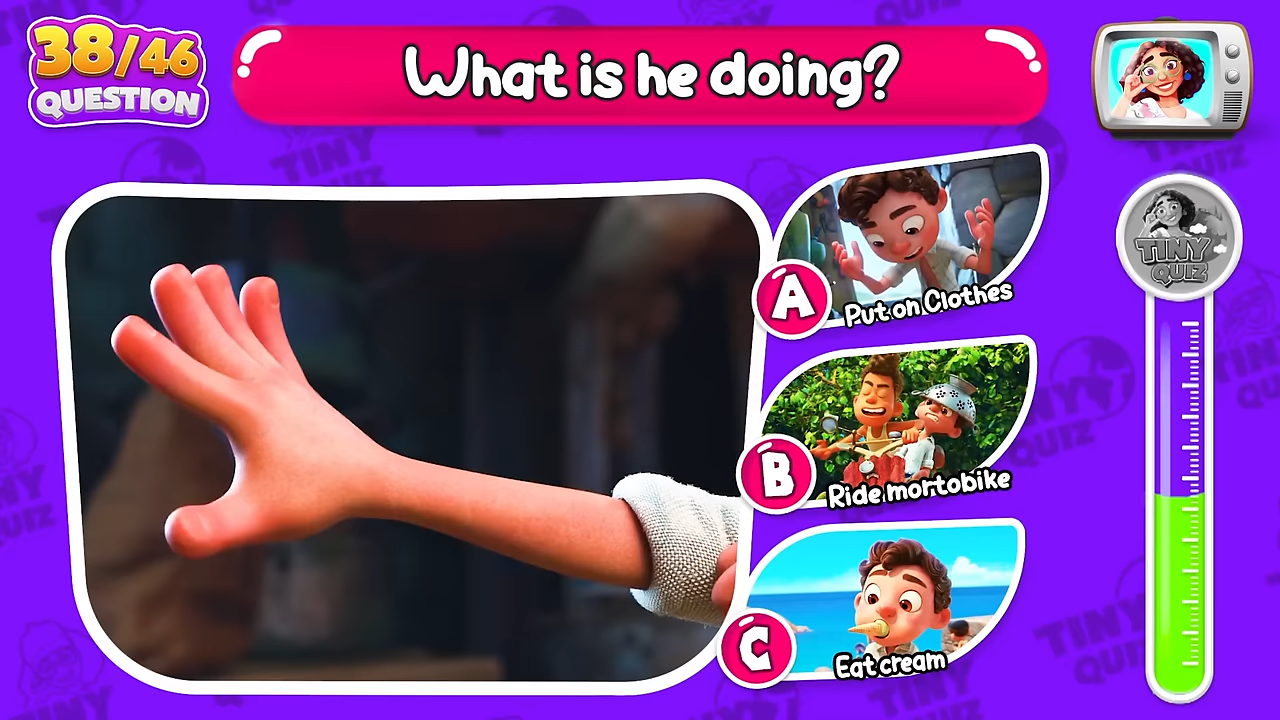 38/46
QUESTION
What is he doing?
A
Put on Clothes
B
Ride mortobike
C
Eat cream
TINY
QUIZ